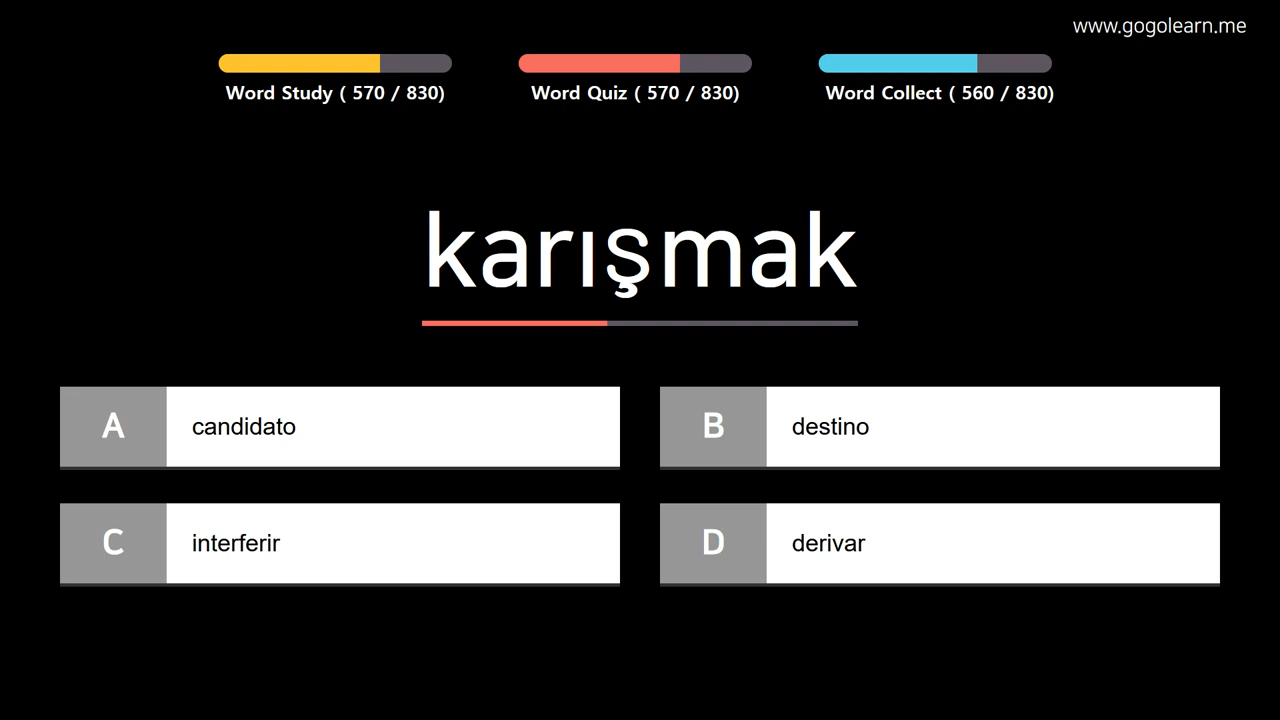 www.gogolearn.me
Word Study ( 570 / 830)
Word Quiz ( 570 / 830)
Word Collect ( 560 / 830)
karışmak
A candidato
B destino
C interferir
D derivar